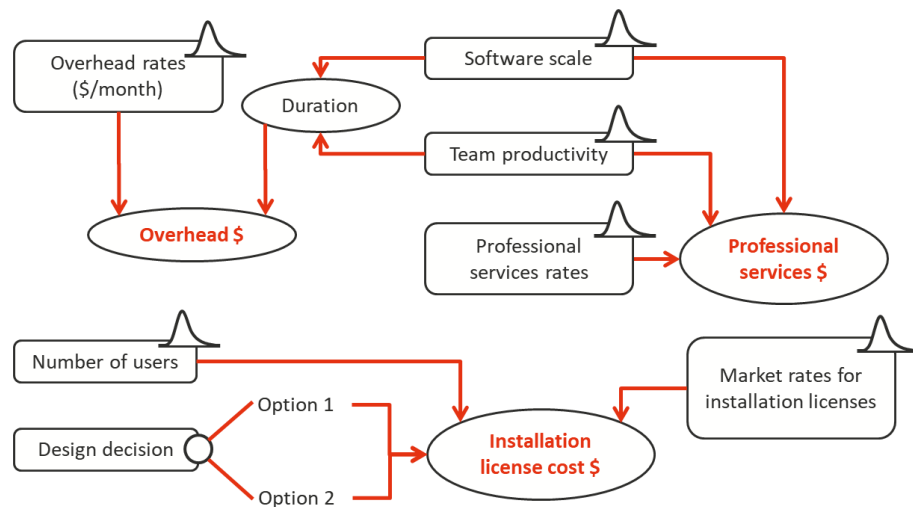 Overhead rates
($/month)
Software scale
Duration
Team productivity
Overhead $
Professional
services rates
Professional
services $
Number of users
Market rates for
installation licenses
Option 1
Design decision
Installation
license cost $
Option 2